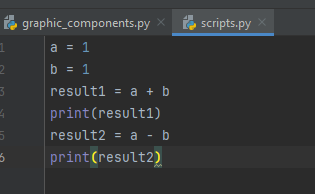 graphic_components.py scripts.py
1 a = 1
2 b = 1
3 result1 = a + b
4 print(result1)
5 result2 = a - b
6 print(result2)